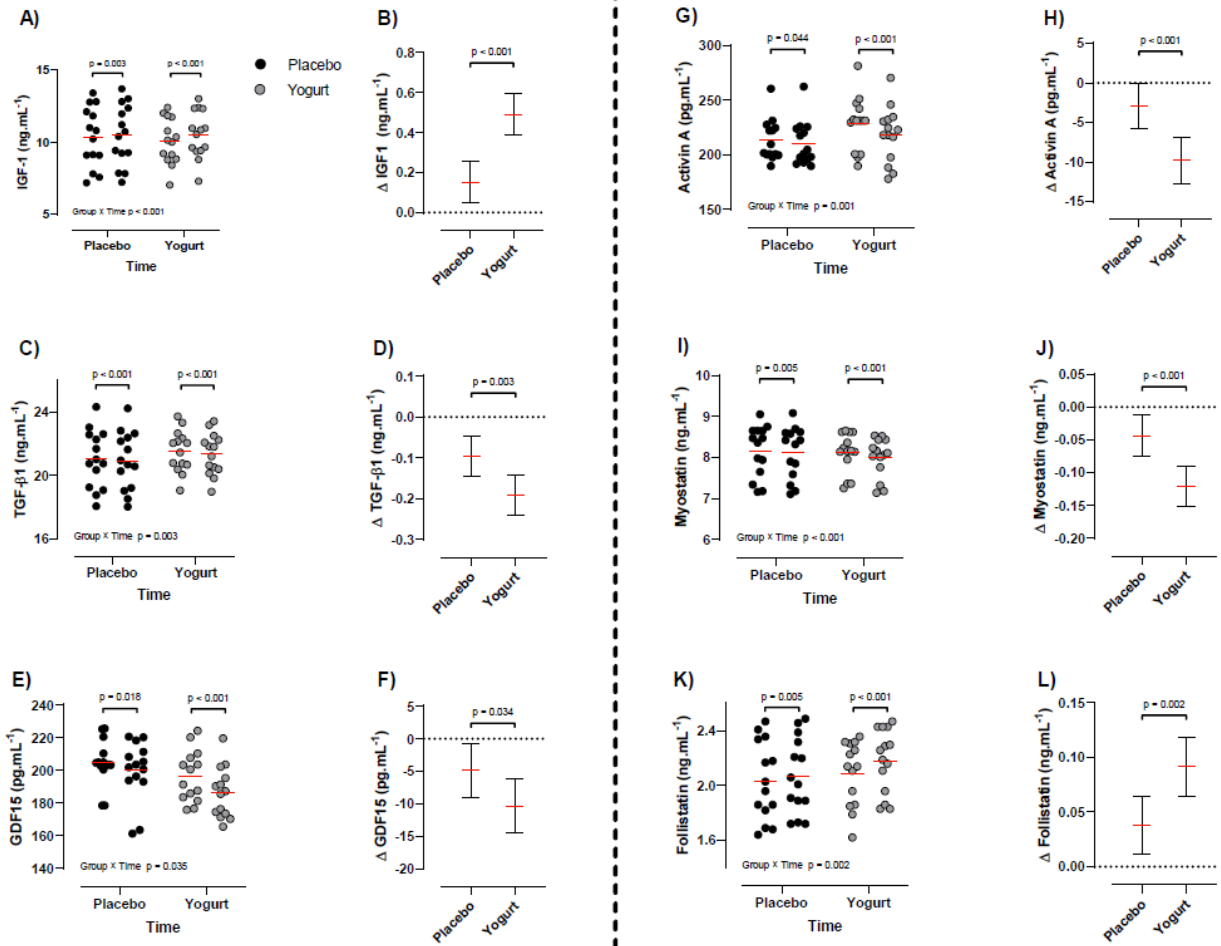 A)
p = 0.003
p < 0.001
Placebo
Yogurt
IGF-1 (ng.mL⁻¹)
15
10
5
Group × Time p < 0.001
Placebo
Yogurt
Time
B)
p < 0.001
Δ IGF1 (ng.mL⁻¹)
0.8
0.6
0.4
0.2
0.0
Placebo
Yogurt
C)
p < 0.001
p < 0.001
TGF-β1 (ng.mL⁻¹)
24
22
20
18
16
Group × Time p = 0.003
Placebo
Yogurt
Time
D)
p = 0.003
Δ TGF-β1 (ng.mL⁻¹)
0.1
0.0
-0.1
-0.2
-0.3
Placebo
Yogurt
E)
p = 0.018
p < 0.001
GDF15 (pg.mL⁻¹)
240
220
200
180
160
140
Group × Time p = 0.035
Placebo
Yogurt
Time
F)
p = 0.034
Δ GDF15 (pg.mL⁻¹)
5
0
-5
-10
-15
-20
Placebo
Yogurt
G)
p = 0.044
p < 0.001
Activin A (pg.mL⁻¹)
300
250
200
150
Group × Time p = 0.001
Placebo
Yogurt
Time
H)
p < 0.001
Δ Activin A (pg.mL⁻¹)
5
0
-5
-10
-15
Placebo
Yogurt
I)
p = 0.005
p < 0.001
Myostatin (ng.mL⁻¹)
10
9
8
7
6
Group × Time p < 0.001
Placebo
Yogurt
Time
J)
p < 0.001
Δ Myostatin (ng.mL⁻¹)
0.05
0.00
-0.05
-0.10
-0.15
-0.20
Placebo
Yogurt
K)
p = 0.005
p < 0.001
Follistatin (ng.mL⁻¹)
2.4
2.0
1.6
Group × Time p = 0.002
Placebo
Yogurt
Time
L)
p = 0.002
Δ Follistatin (ng.mL⁻¹)
0.15
0.10
0.05
0.00
Placebo
Yogurt